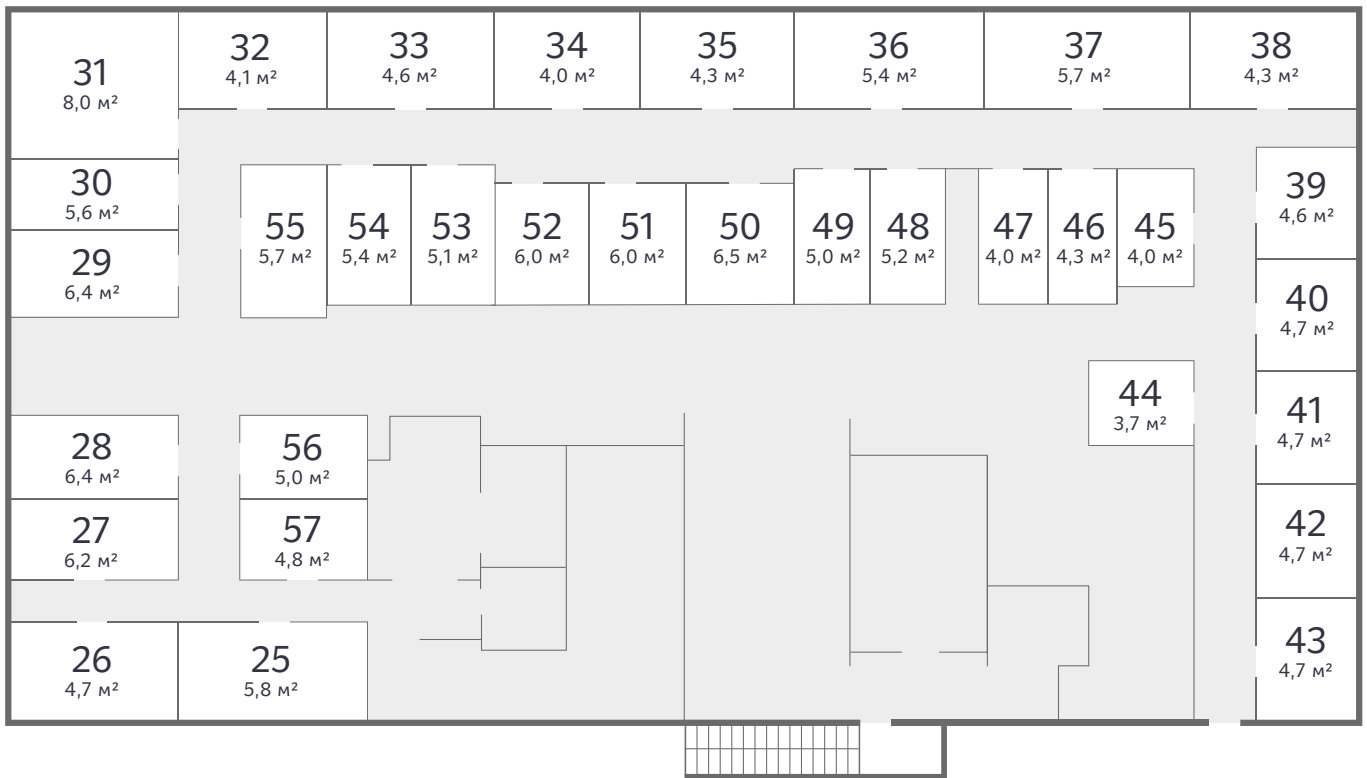 31
8,0 м²
32
4,1 м²
33
4,6 м²
34
4,0 м²
35
4,3 м²
36
5,4 м²
37
5,7 м²
38
4,3 м²
30
5,6 м²
29
6,4 м²
55
5,7 м²
54
5,4 м²
53
5,1 м²
52
6,0 м²
51
6,0 м²
50
6,5 м²
49
5,0 м²
48
5,2 м²
47
4,0 м²
46
4,3 м²
45
4,0 м²
39
4,6 м²
40
4,7 м²
44
3,7 м²
41
4,7 м²
28
6,4 м²
56
5,0 м²
27
6,2 м²
57
4,8 м²
42
4,7 м²
26
4,7 м²
25
5,8 м²
43
4,7 м²